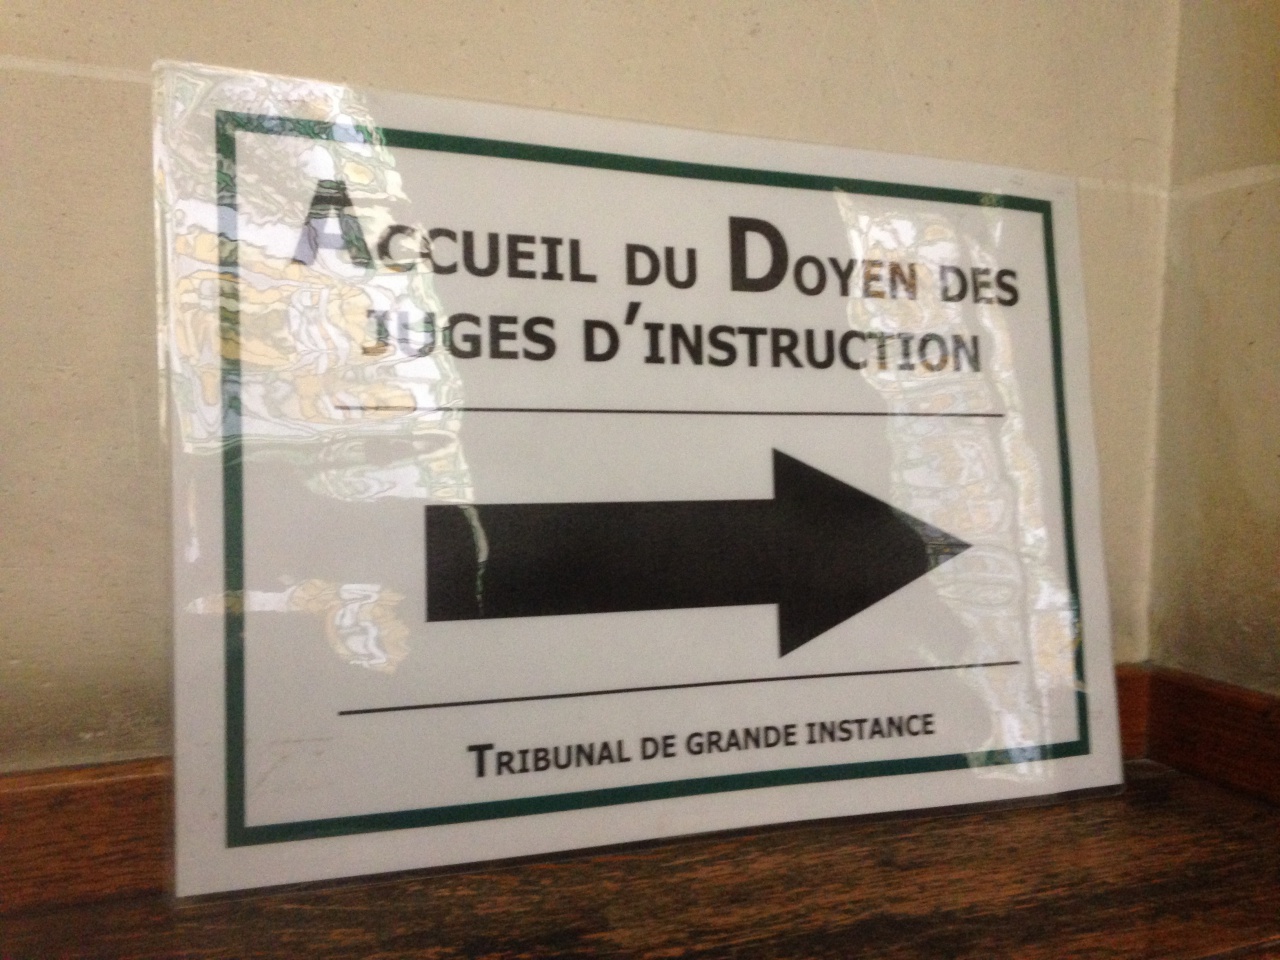 Accueil du Doyen des
juges d'instruction
Tribunal de grande instance